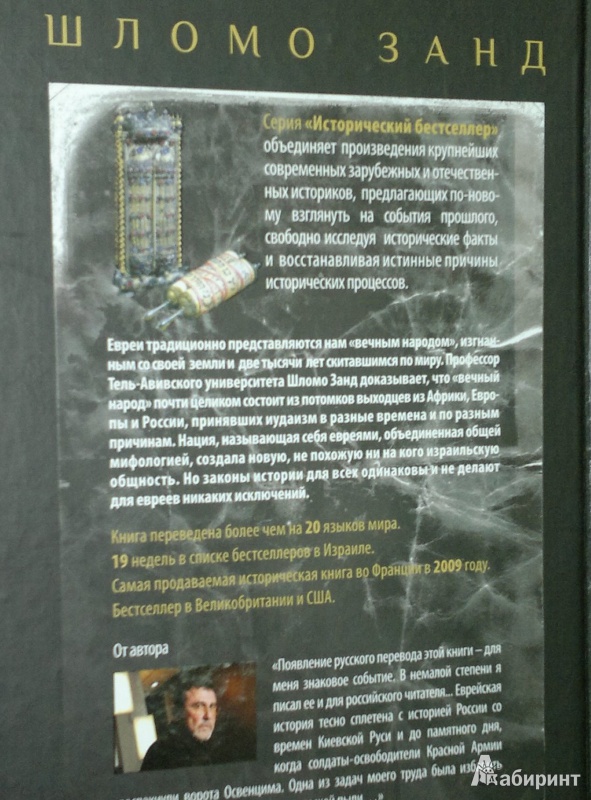 ШЛОМО ЗАНД
Серия «Исторический бестселлер»
объединяет произведения крупнейших
современных зарубежных и отечествен-
ных историков, предлагающих по-ново-
му взглянуть на события прошлого,
свободно исследуя исторические факты
и восстанавливая истинные причины
исторических процессов.
Евреи традиционно представляются нам «вечным народом», изгнан-
ным со своей земли и две тысячи лет скитавшимся по миру. Профессор
Тель-Авивского университета Шломо Занд доказывает, что «вечный
народ» почти целиком состоит из потомков выходцев из Африки, Евро-
пы и России, принявших иудаизм в разные времена и по разным
причинам. Нация, называющая себя евреями, объединенная общей
мифологией, создала новую, не похожую ни на кого израильскую
общность. Но законы истории для всех одинаковы и не делают
для евреев никаких исключений.
Книга переведена более чем на 20 языков мира.
19 недель в списке бестселлеров в Израиле.
Самая продаваемая историческая книга во Франции в 2009 году.
Бестселлер в Великобритании и США.
От автора
«Появление русского перевода этой книги – для
меня знаковое событие. В немалой степени я
писал ее и для российского читателя... Еврейская
история тесно сплетена с историей России со
времен Киевской Руси и до памятного дня,
когда солдаты-освободители Красной Армии
ворота Освенцима. Одна из задач моего труда была
Лабиринт